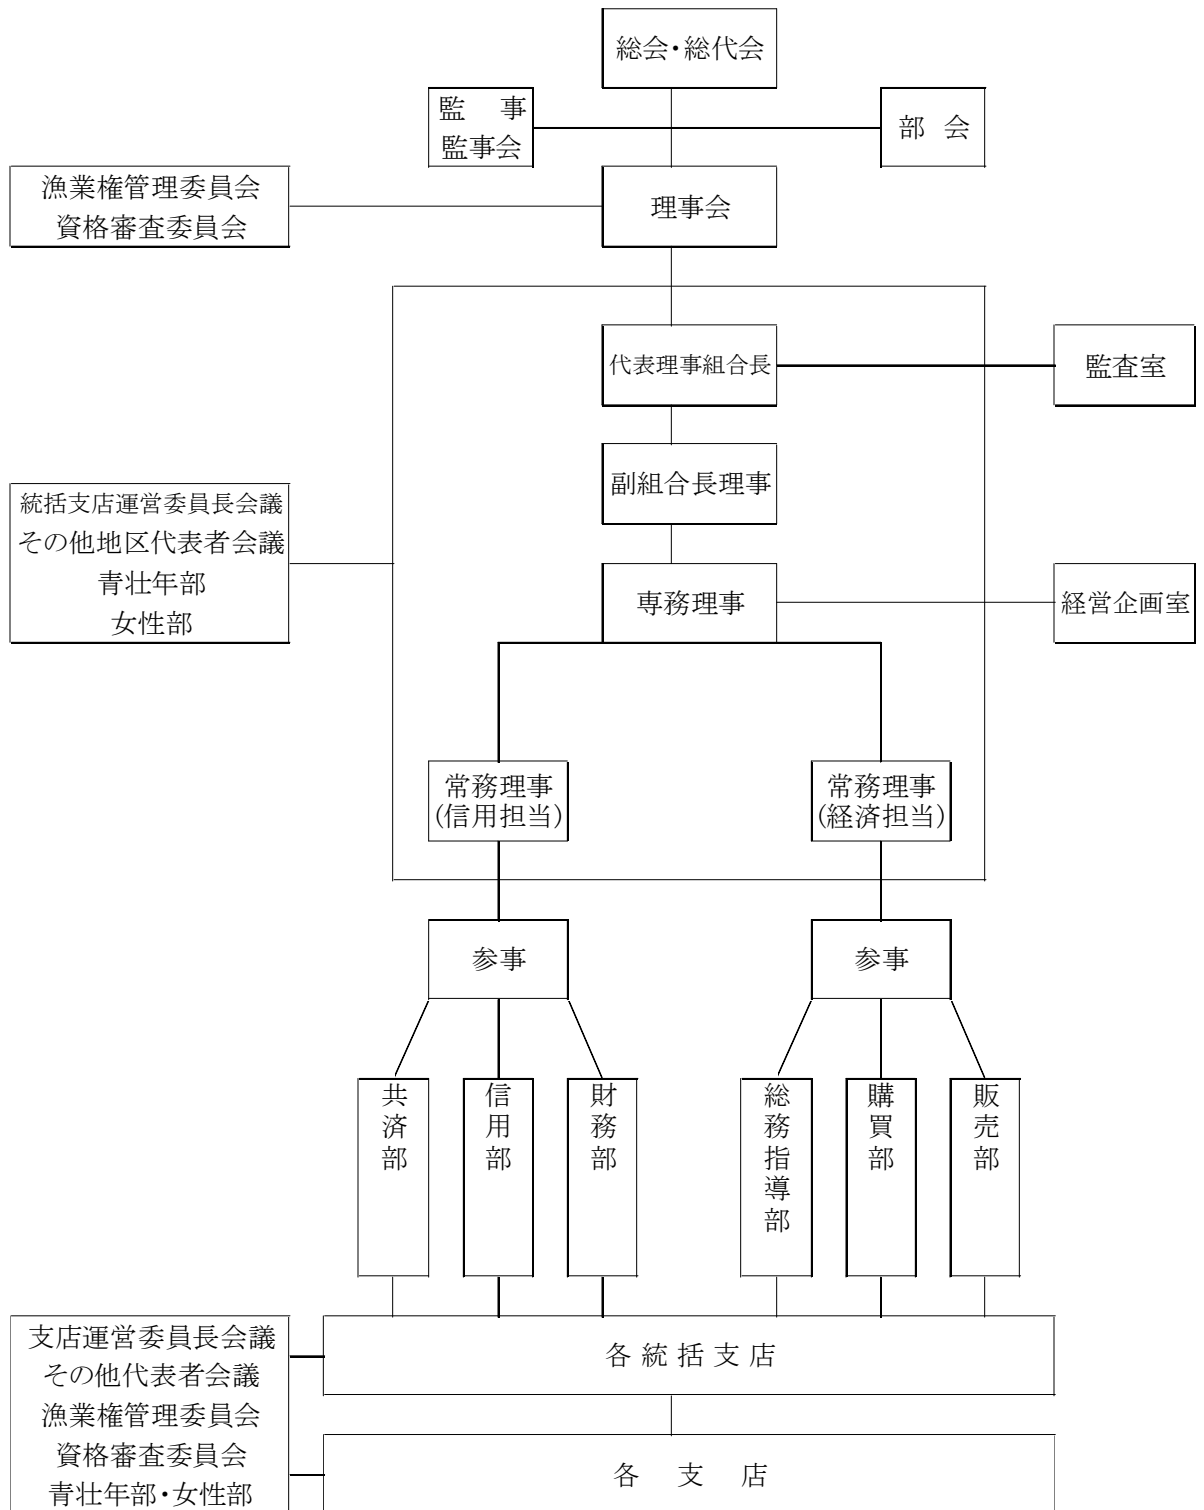 総会・総代会
監　事
監事会
部　会
漁業権管理委員会
資格審査委員会
理事会
代表理事組合長
監査室
副組合長理事
統括支店運営委員長会議
その他地区代表者会議
青壮年部
女性部
専務理事
経営企画室
常務理事
(信用担当)
常務理事
(経済担当)
参事
参事
共済部
信用部
財務部
総務指導部
購買部
販売部
支店運営委員長会議
その他代表者会議
漁業権管理委員会
資格審査委員会
青壮年部・女性部
各統括支店
各　支　店